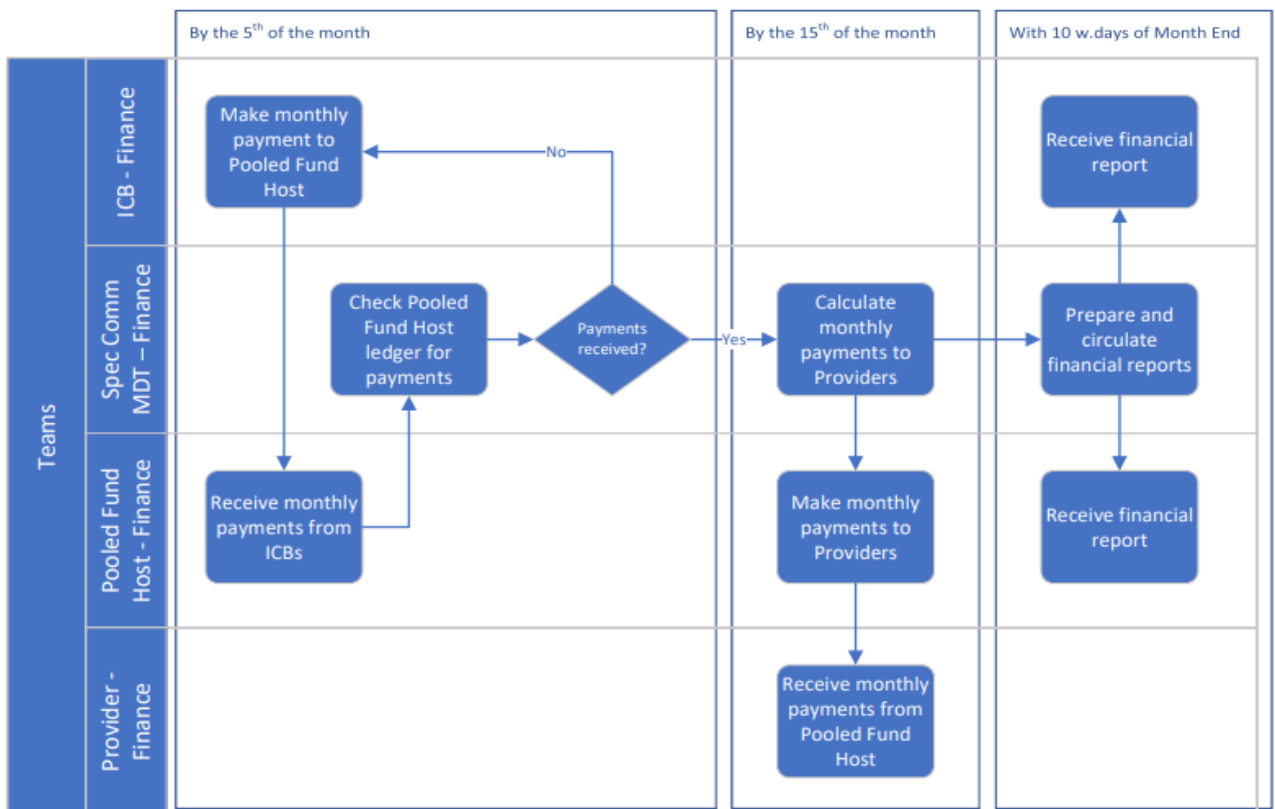 By the 5th of the month
By the 15th of the month
With 10 w.days of Month End
Teams
ICB - Finance
Make monthly
payment to
Pooled Fund
Host
No
Receive financial
report
Spec Comm
MDT – Finance
Check Pooled
Fund Host
ledger for
payments
Payments
received?
Yes
Calculate
monthly
payments to
Providers
Prepare and
circulate
financial reports
Pooled Fund
Host - Finance
Receive monthly
payments from
ICBs
Make monthly
payments to
Providers
Receive financial
report
Provider -
Finance
Receive monthly
payments from
Pooled Fund
Host